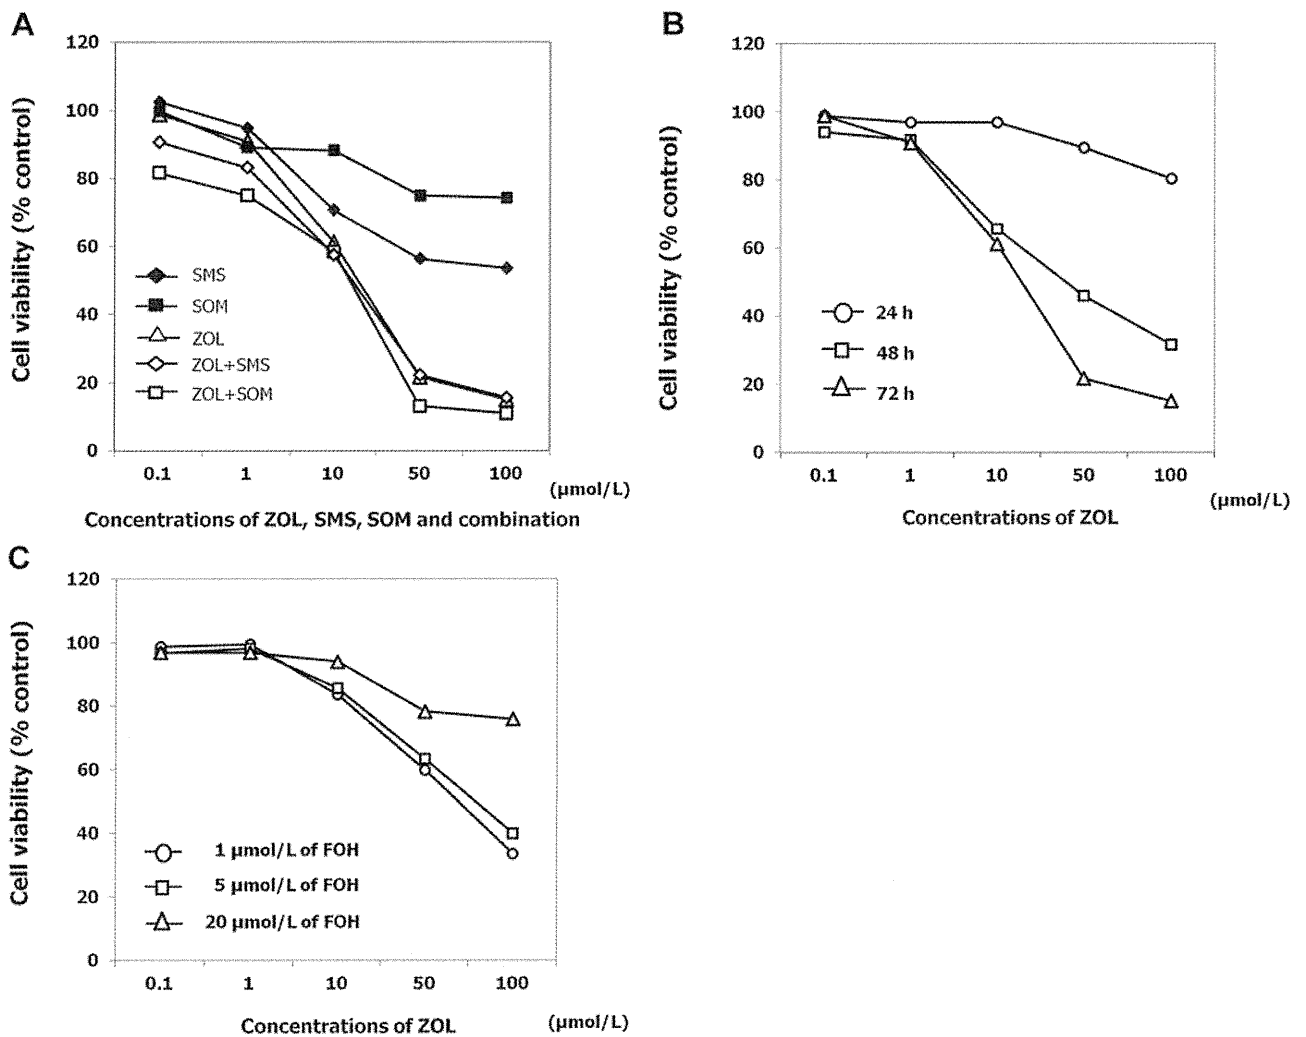 A
120
100
80
60
40
20
0
Cell viability (% control)
SMS
SOM
ZOL
ZOL+SMS
ZOL+SOM
0.1 1 10 50 100
(µmol/L)
Concentrations of ZOL, SMS, SOM and combination
B
120
100
80
60
40
20
0
Cell viability (% control)
24 h
48 h
72 h
0.1 1 10 50 100
(µmol/L)
Concentrations of ZOL
C
120
100
80
60
40
20
0
Cell viability (% control)
1 µmol/L of FOH
5 µmol/L of FOH
20 µmol/L of FOH
0.1 1 10 50 100
Concentrations of ZOL (µmol/L)